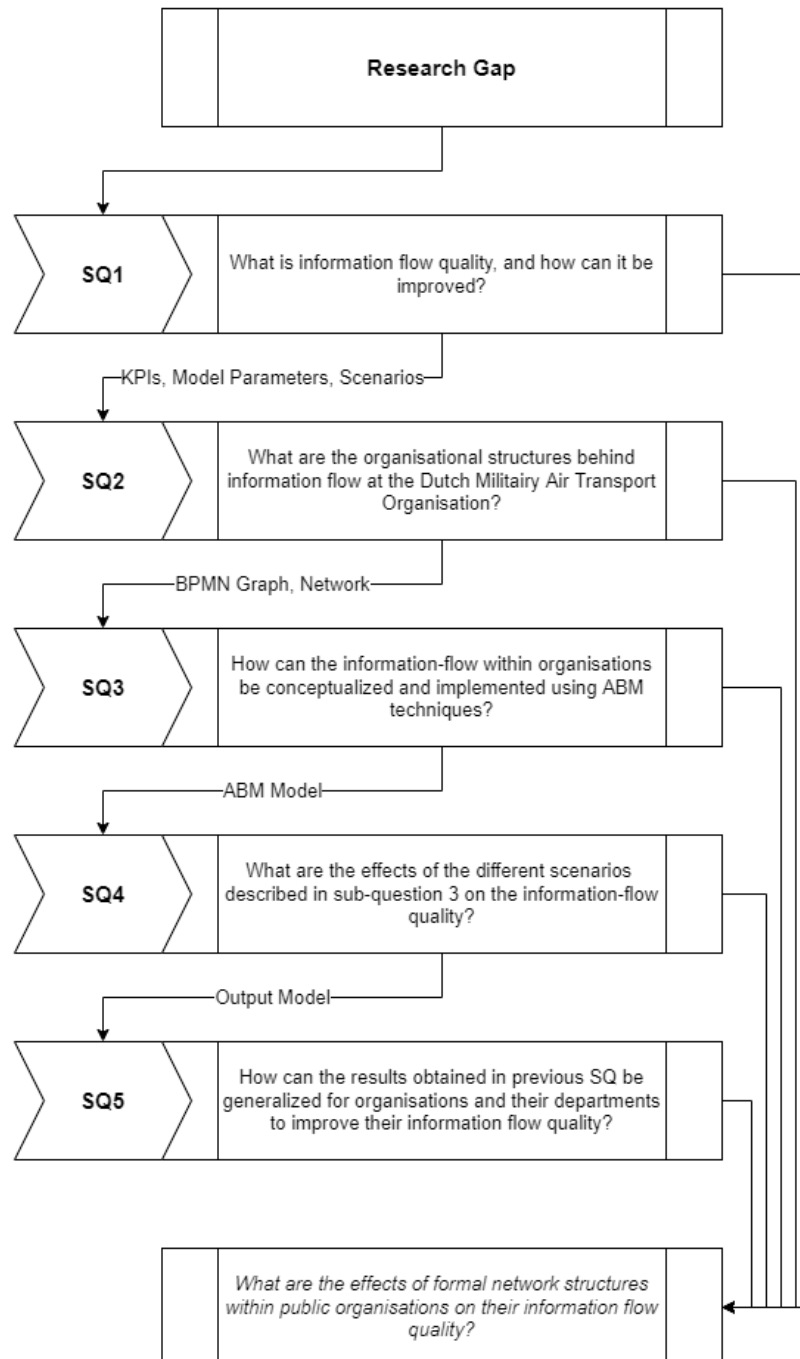 Research Gap
SQ1
What is information flow quality, and how can it be
improved?
KPIs, Model Parameters, Scenarios
SQ2
What are the organisational structures behind
information flow at the Dutch Militairy Air Transport
Organisation?
BPMN Graph, Network
SQ3
How can the information-flow within organisations
be conceptualized and implemented using ABM
techniques?
ABM Model
SQ4
What are the effects of the different scenarios
described in sub-question 3 on the information-flow
quality?
Output Model
SQ5
How can the results obtained in previous SQ be
generalized for organisations and their departments
to improve their information flow quality?
What are the effects of formal network structures
within public organisations on their information flow
quality?